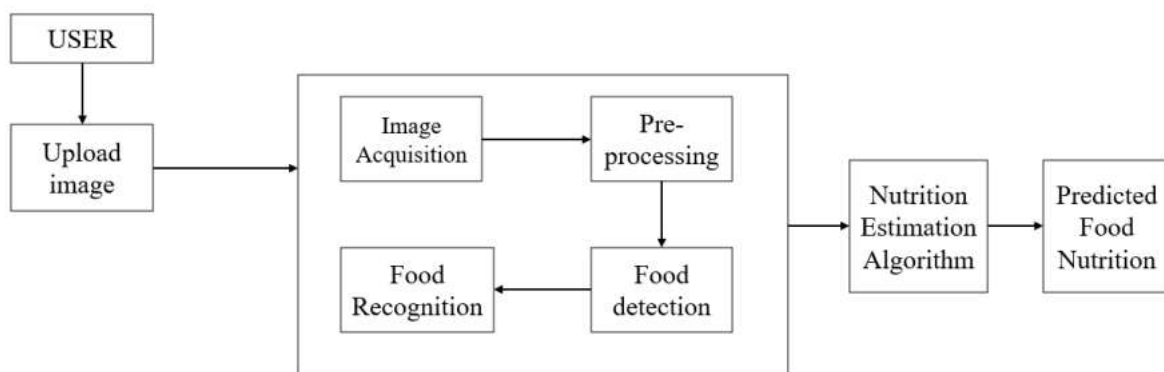 USER
Upload
image
Image
Acquisition
Pre-
processing
Food
detection
Food
Recognition
Nutrition
Estimation
Algorithm
Predicted
Food
Nutrition